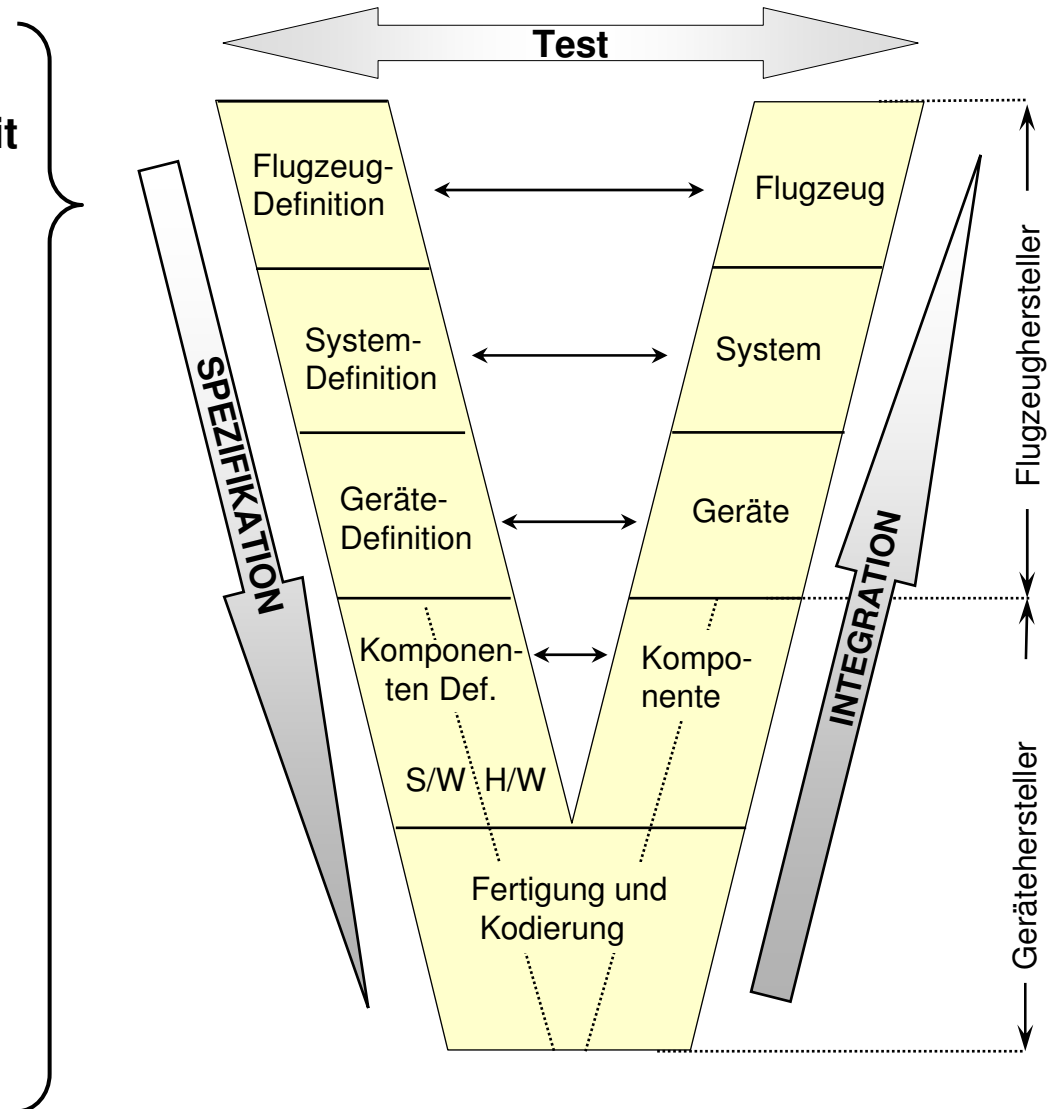 Test
it
Flugzeug-
Definition
Flugzeug
System-
Definition
System
Geräte-
Definition
Geräte
Komponen-
ten Def.
Kompo-
nente
S/W H/W
Fertigung und
Kodierung
SPEZIFIKATION
INTEGRATION
Flugzeughersteller
Gerätehersteller